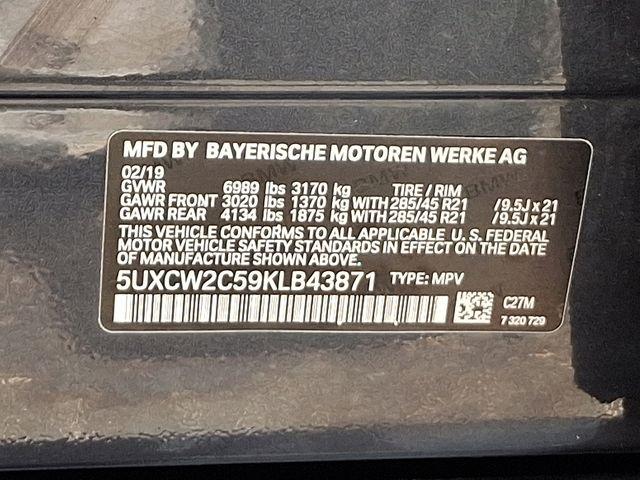 MFD BY BAYERISCHE MOTOREN WERKE AG
02/19
GVWR 6989 lbs 3170 kg TIRE / RIM
GAWR FRONT 3020 lbs 1370 kg WITH 285/45 R21 /9.5J x 21
GAWR REAR 4134 lbs 1875 kg WITH 285/45 R21 /9.5J x 21
THIS VEHICLE CONFORMS TO ALL APPLICABLE U.S. FEDERAL
MOTOR VEHICLE SAFETY STANDARDS IN EFFECT ON THE DATE
OF MANUFACTURE SHOWN ABOVE.
5UXCW2C59KLB43871 TYPE: MPV
C27M
7 320 729